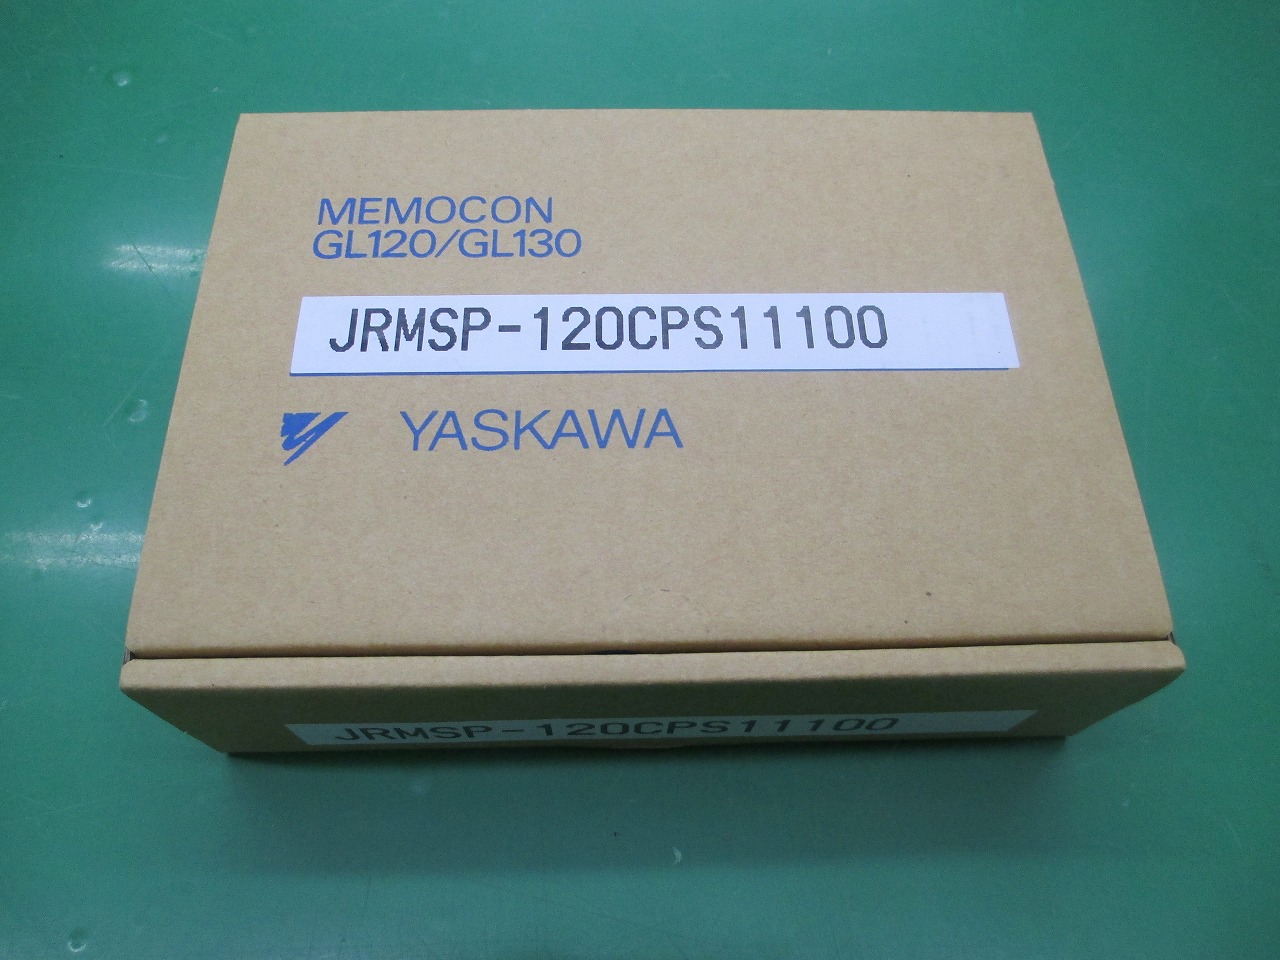 MEMOCON
GL120/GL130
JRMSP-120CPS11100
YASKAWA
JRMSP-120CPS11100